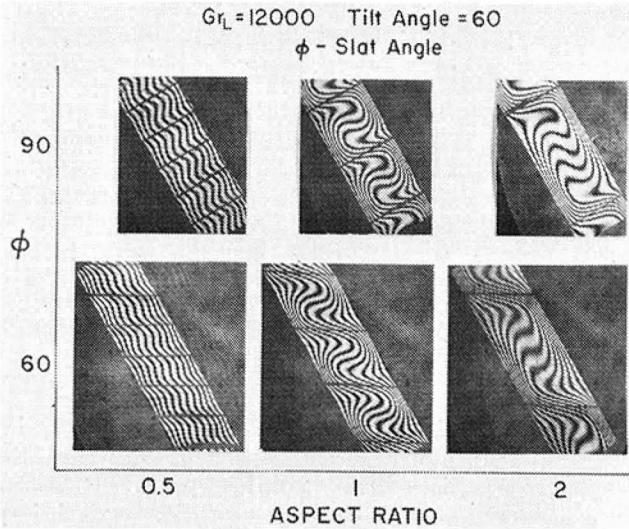 Gr_L = 12000 Tilt Angle = 60
ϕ - Slat Angle
90
ϕ
60
0.5 1 2
ASPECT RATIO